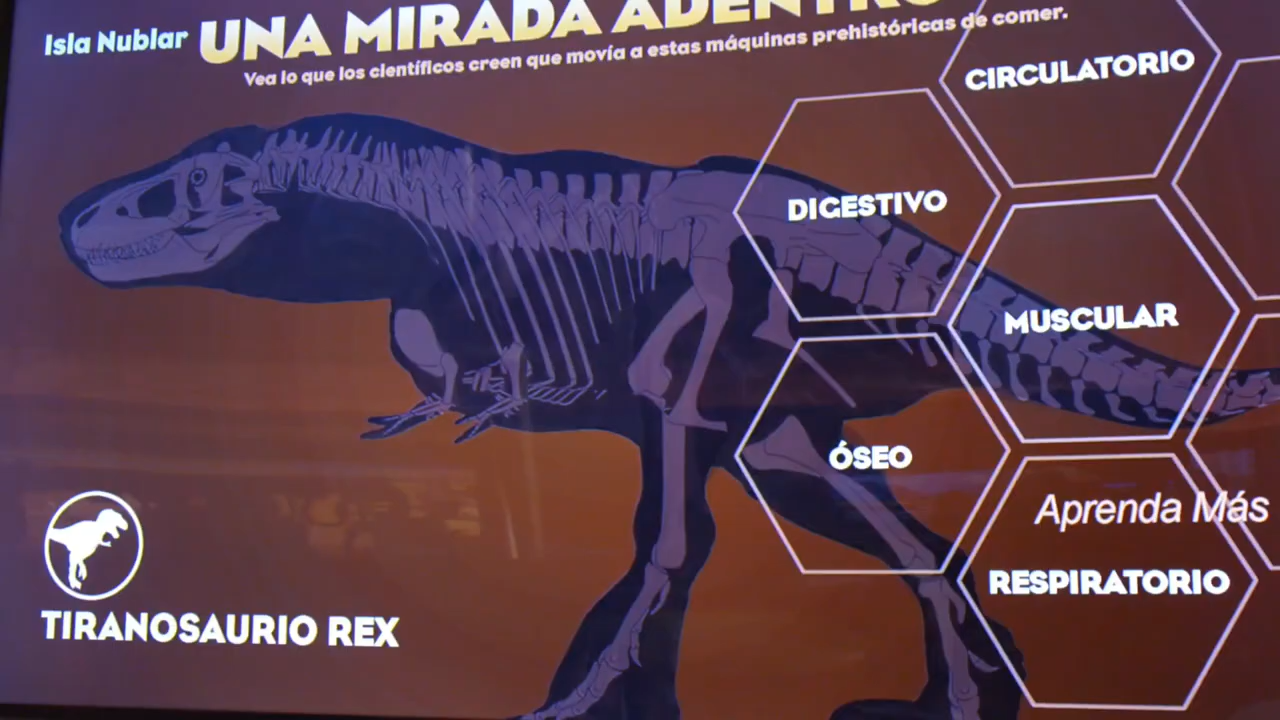 Isla Nublar UNA MIRADA ADENTRO
Vea lo que los científicos creen que movía a estas máquinas prehistóricas de comer.
CIRCULATORIO
DIGESTIVO
MUSCULAR
ÓSEO
Aprenda Más
RESPIRATORIO
TIRANOSAURIO REX